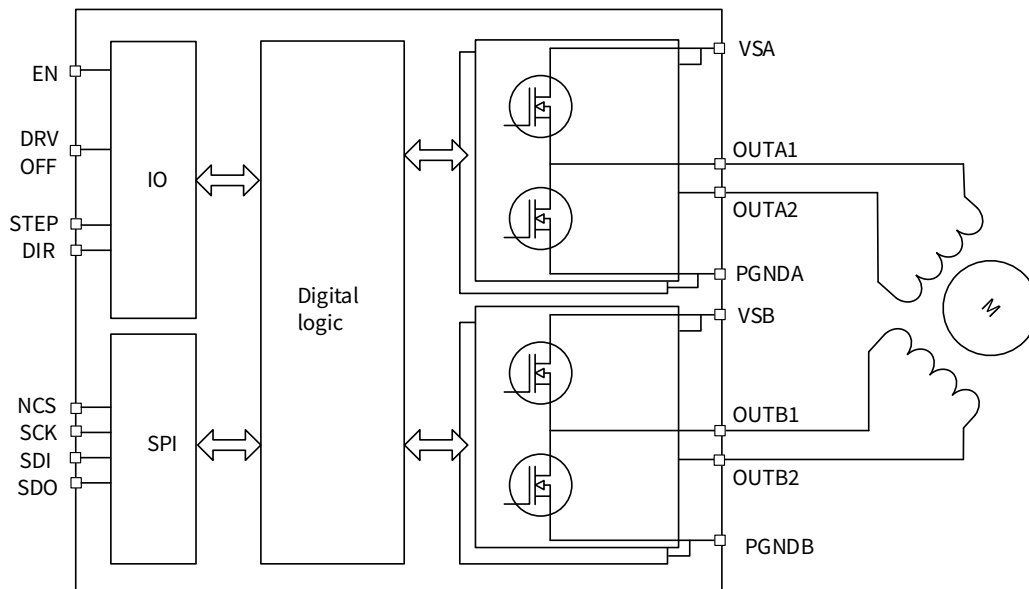 EN
DRV
OFF
STEP
DIR
NCS
SCK
SDI
SDO
IO
SPI
Digital
logic
VSA
OUTA1
OUTA2
PGNDA
VSB
OUTB1
OUTB2
PGNDB
M